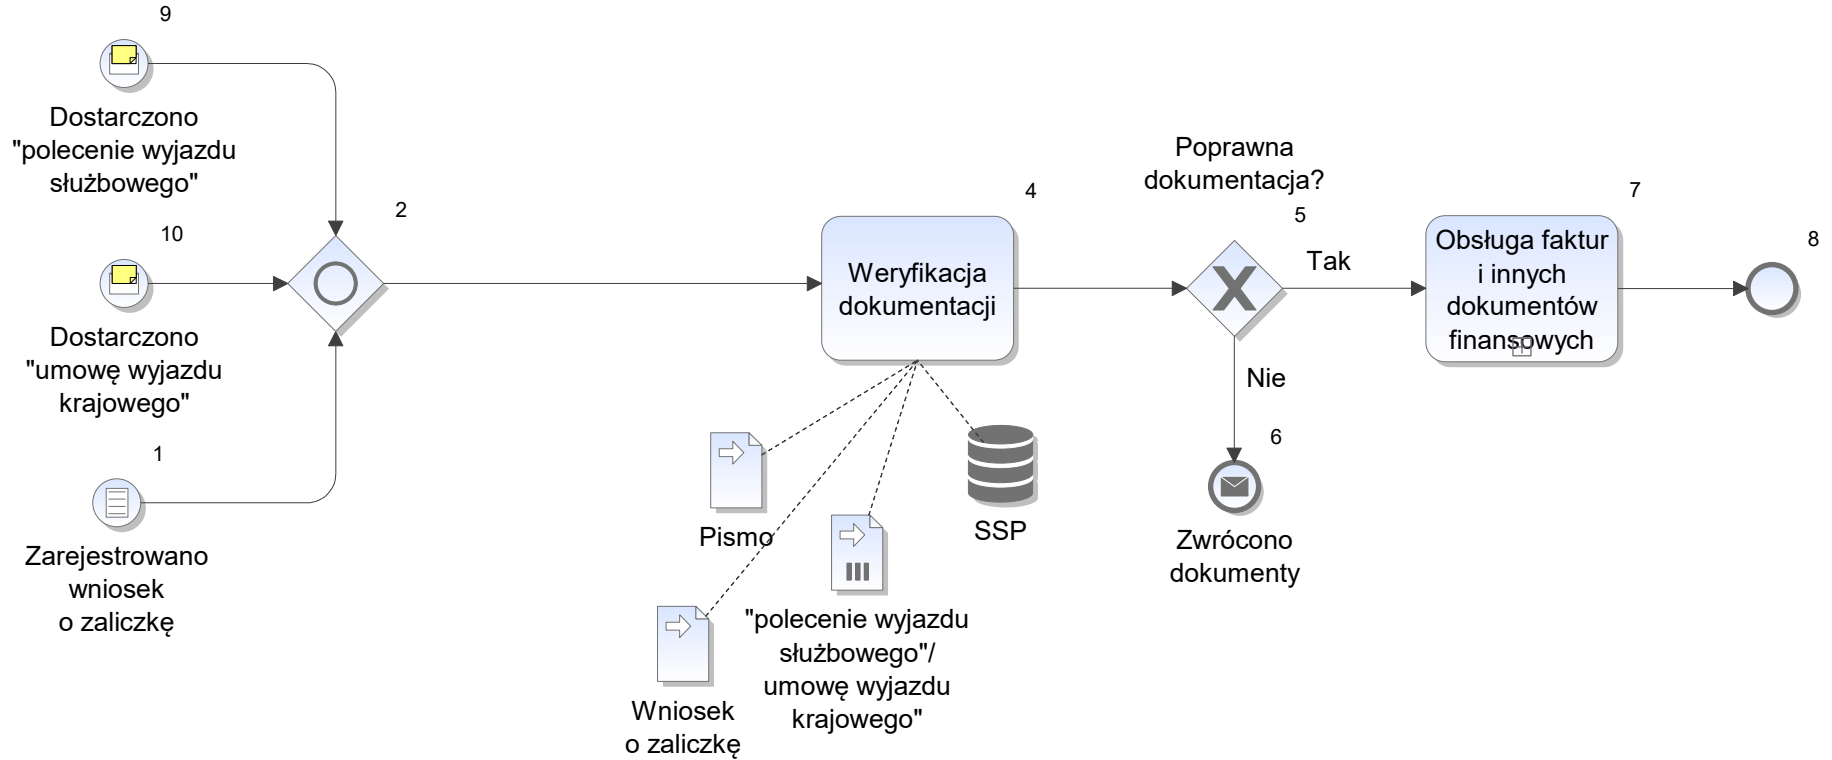 9
Dostarczono
"polecenie wyjazdu
służbowego"
10
Dostarczono
"umowę wyjazdu
krajowego"
1
Zarejestrowano
wniosek
o zaliczkę
2
4
Weryfikacja
dokumentacji
Pismo
Wniosek
o zaliczkę
"polecenie wyjazdu
służbowego"/
umowę wyjazdu
krajowego"
SSP
Poprawna
dokumentacja?
5
Tak
Nie
6
Zwrócono
dokumenty
7
Obsługa faktur
i innych
dokumentów
finansowych
8